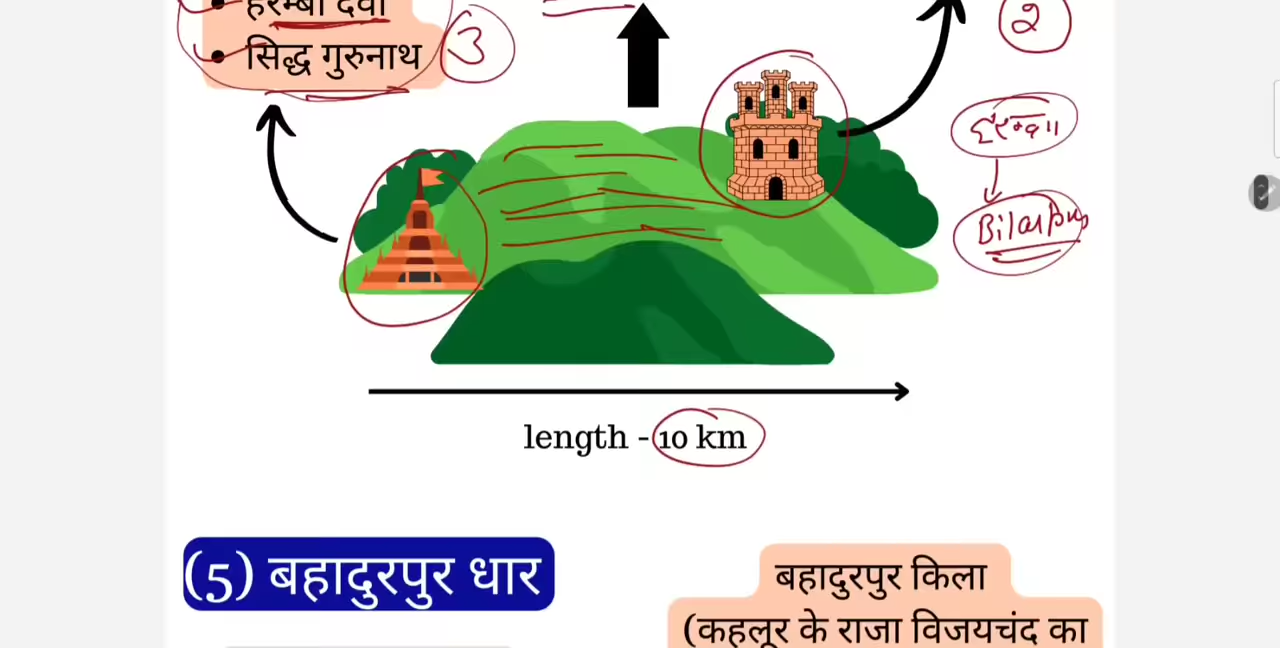 • हरम्बा देवी
• सिद्ध गुरुनाथ
3
2
Bilaspur
length - 10 km
(5) बहादुरपुर धार
बहादुरपुर किला
(कहलूर के राजा विजयचंद का